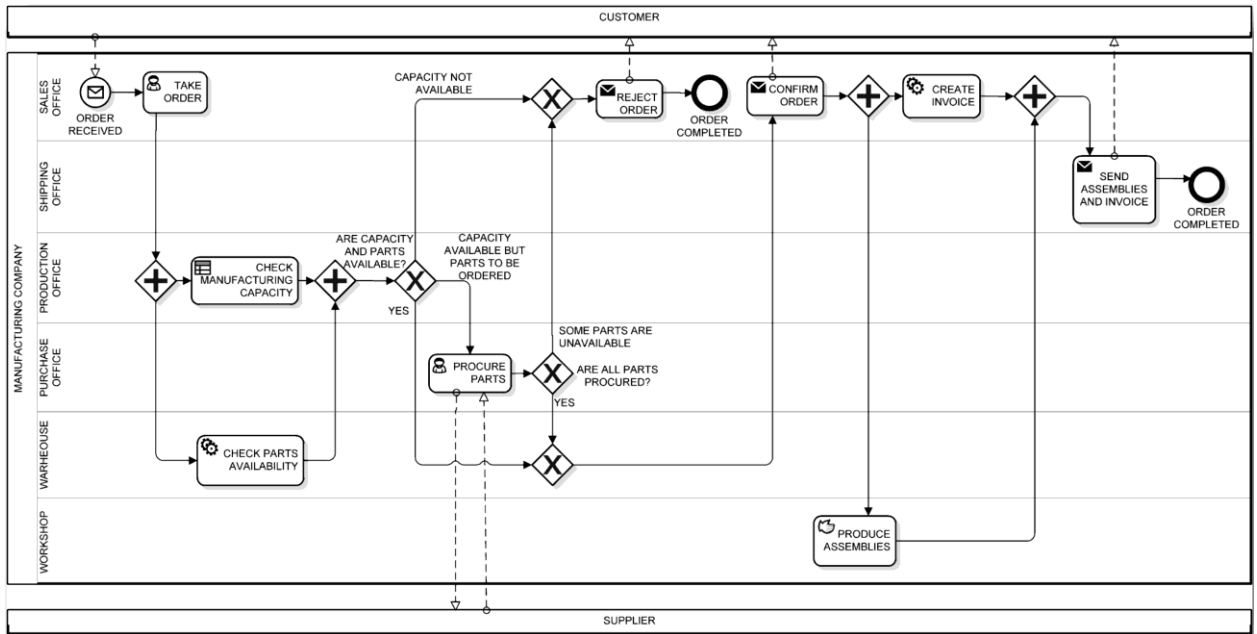 CUSTOMER
MANUFACTURING COMPANY
SALES
OFFICE
ORDER
RECEIVED
TAKE
ORDER
CAPACITY NOT
AVAILABLE
REJECT
ORDER
ORDER
COMPLETED
CONFIRM
ORDER
CREATE
INVOICE
SHIPPING
OFFICE
SEND
ASSEMBLIES
AND INVOICE
ORDER
COMPLETED
PRODUCTION
OFFICE
CHECK
MANUFACTURING
CAPACITY
ARE CAPACITY
AND PARTS
AVAILABLE?
YES
CAPACITY
AVAILABLE BUT
PARTS TO BE
ORDERED
PURCHASE
OFFICE
PROCURE
PARTS
SOME PARTS ARE
UNAVAILABLE
ARE ALL PARTS
PROCURED?
YES
WARHEOUSE
CHECK PARTS
AVAILABILITY
WORKSHOP
PRODUCE
ASSEMBLIES
SUPPLIER